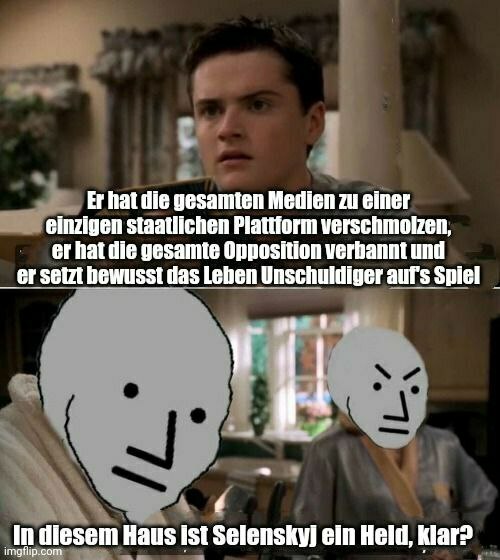 Er hat die gesamten Medien zu einer
einzigen staatlichen Plattform verschmolzen,
er hat die gesamte Opposition verbannt und
er setzt bewusst das Leben Unschuldiger auf's Spiel
In diesem Haus ist Selenskyj ein Held, klar?
imgflip.com